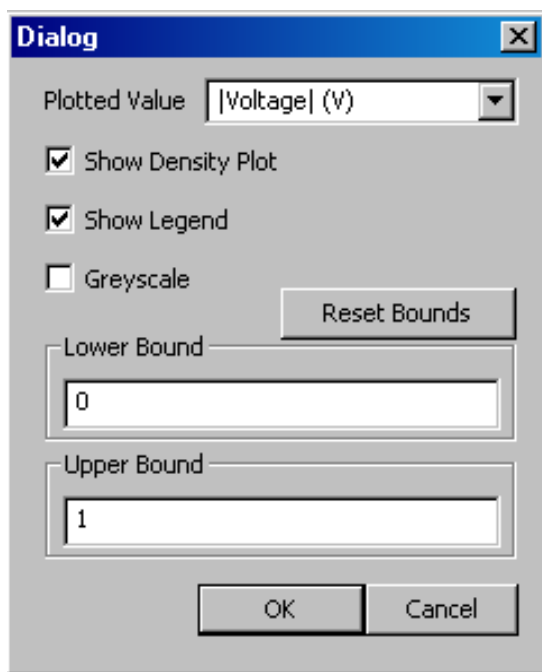 Dialog
Plotted Value |Voltage| (V)
Show Density Plot
Show Legend
Greyscale
Reset Bounds
Lower Bound
0
Upper Bound
1
OK Cancel